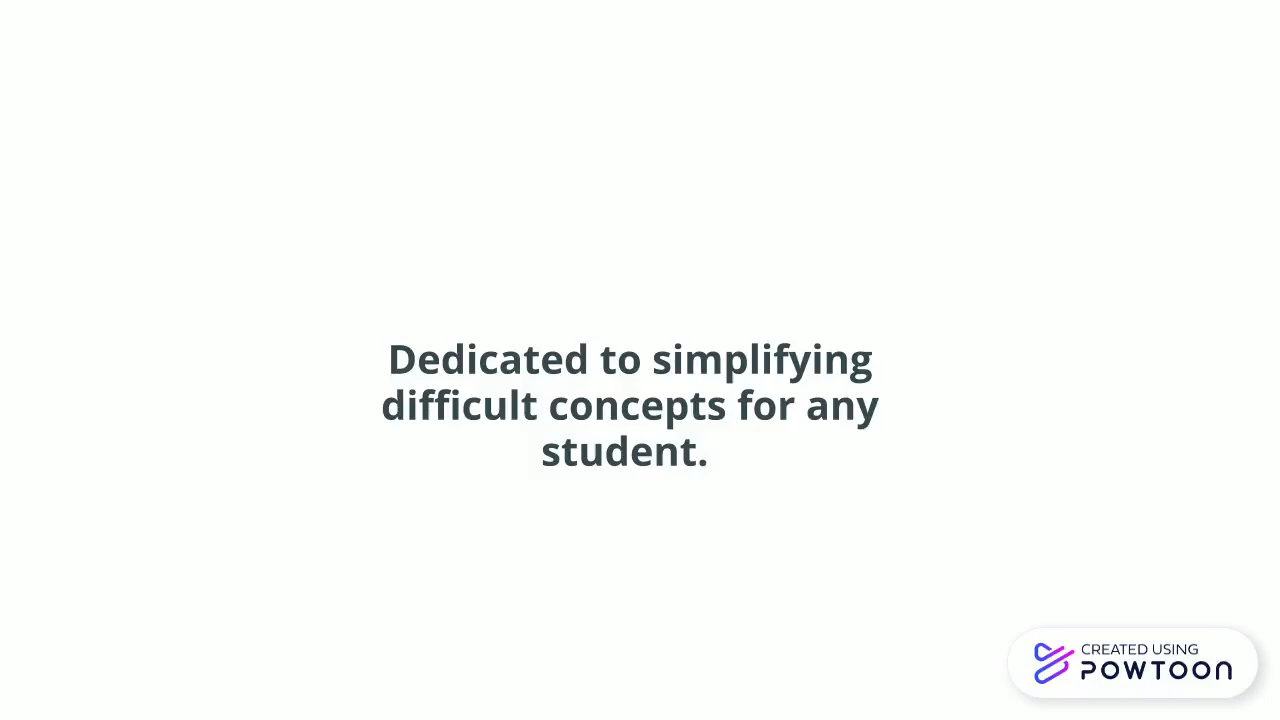 Dedicated to simplifying
difficult concepts for any
student.
CREATED USING
POWTOON